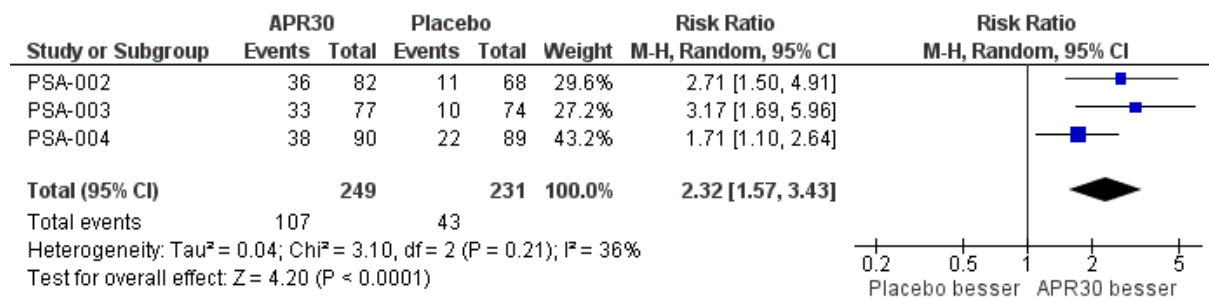 APR30 Placebo Risk Ratio Risk Ratio
Study or Subgroup Events Total Events Total Weight M-H, Random, 95% CI M-H, Random, 95% CI
PSA-002 36 82 11 68 29.6% 2.71 [1.50, 4.91]
PSA-003 33 77 10 74 27.2% 3.17 [1.69, 5.96]
PSA-004 38 90 22 89 43.2% 1.71 [1.10, 2.64]
Total (95% CI) 249 231 100.0% 2.32 [1.57, 3.43]
Total events 107 43
Heterogeneity: Tau² = 0.04; Chi² = 3.10, df = 2 (P = 0.21); I² = 36%
Test for overall effect: Z = 4.20 (P < 0.0001)
0.2 0.5 1 2 5
Placebo besser APR30 besser